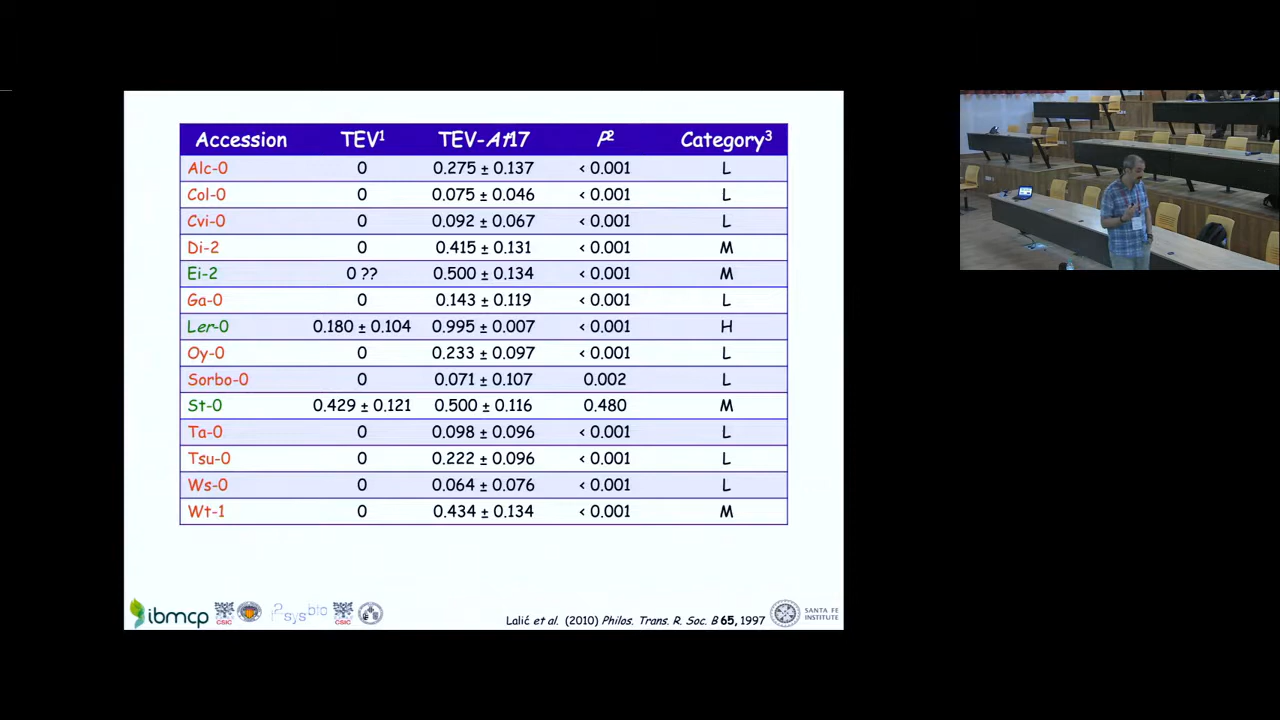 Accession TEV¹ TEV-At17 P² Category³
Alc-0 0 0.275 ± 0.137 < 0.001 L
Col-0 0 0.075 ± 0.046 < 0.001 L
Cvi-0 0 0.092 ± 0.067 < 0.001 L
Di-2 0 0.415 ± 0.131 < 0.001 M
Ei-2 0 ?? 0.500 ± 0.134 < 0.001 M
Ga-0 0 0.143 ± 0.119 < 0.001 L
Ler-0 0.180 ± 0.104 0.995 ± 0.007 < 0.001 H
Oy-0 0 0.233 ± 0.097 < 0.001 L
Sorbo-0 0 0.071 ± 0.107 0.002 L
St-0 0.429 ± 0.121 0.500 ± 0.116 0.480 M
Ta-0 0 0.098 ± 0.096 < 0.001 L
Tsu-0 0 0.222 ± 0.096 < 0.001 L
Ws-0 0 0.064 ± 0.076 < 0.001 L
Wt-1 0 0.434 ± 0.134 < 0.001 M
ibmcp CSIC i²sysbio CSIC
Lalić et al. (2010) Philos. Trans. R. Soc. B 65, 1997
SANTA FE
INSTITUTE